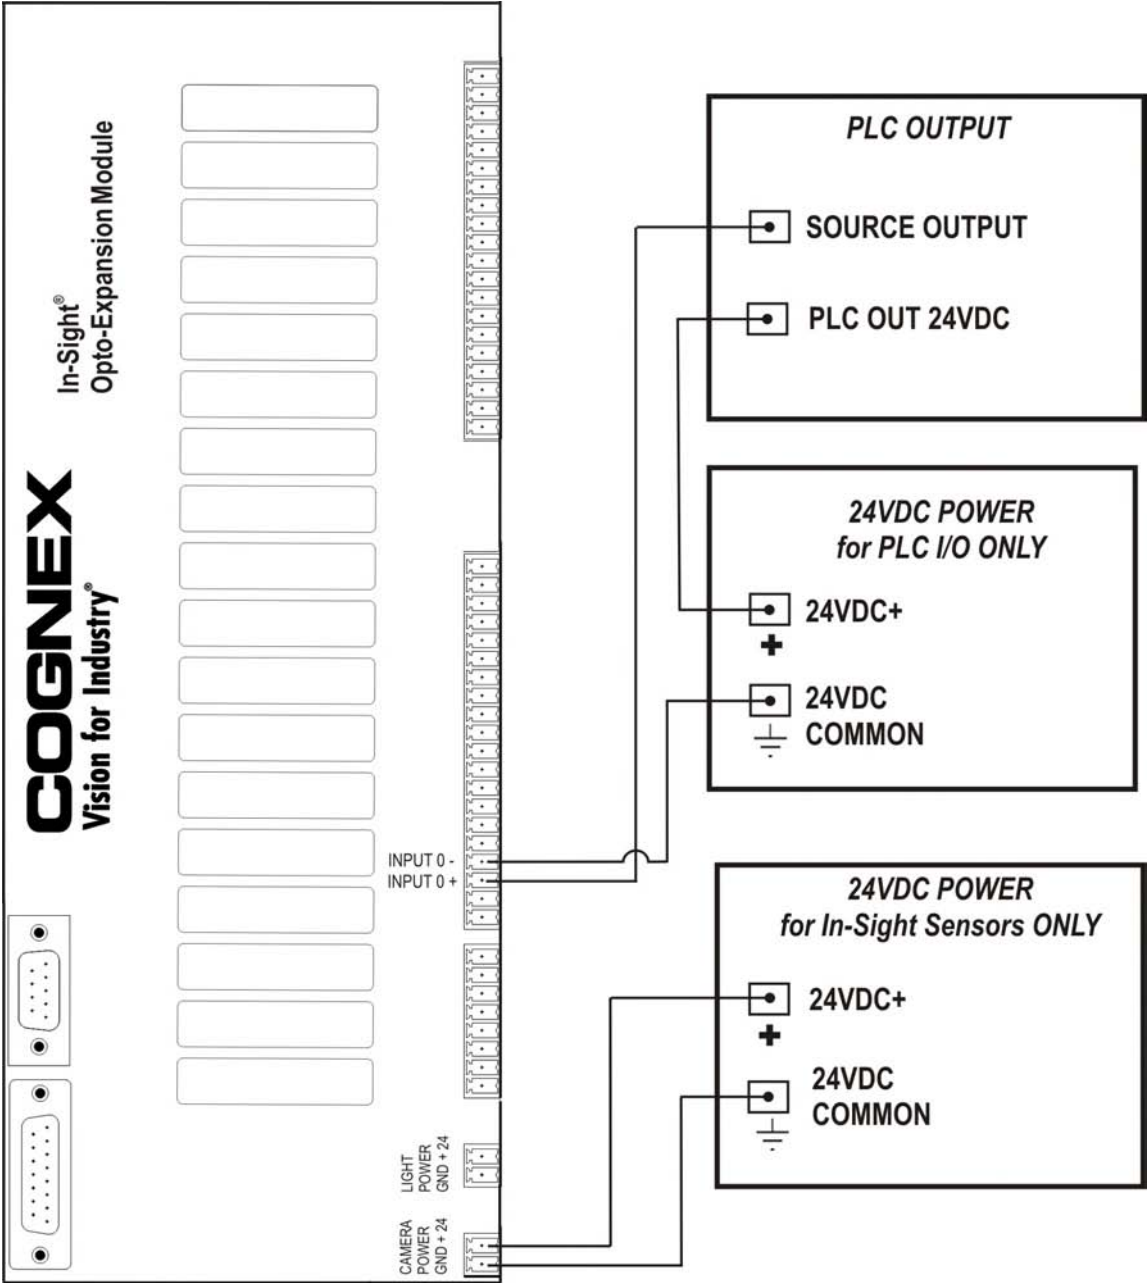 In-Sight®
Opto-Expansion Module
COGNEX
Vision for Industry®
INPUT 0 -
INPUT 0 +
LIGHT
POWER
GND + 24
CAMERA
POWER
GND + 24
PLC OUTPUT
SOURCE OUTPUT
PLC OUT 24VDC
24VDC POWER
for PLC I/O ONLY
24VDC+
+
24VDC
COMMON
24VDC POWER
for In-Sight Sensors ONLY
24VDC+
+
24VDC
COMMON